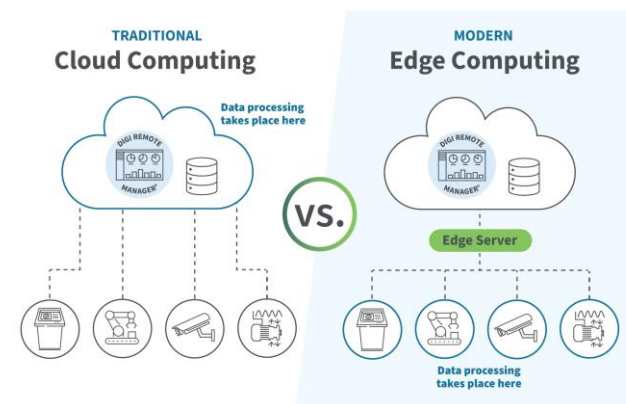 TRADITIONAL
Cloud Computing
Data processing
takes place here
DIGI REMOTE
MANAGER®
VS.
MODERN
Edge Computing
DIGI REMOTE
MANAGER®
Edge Server
Data processing
takes place here